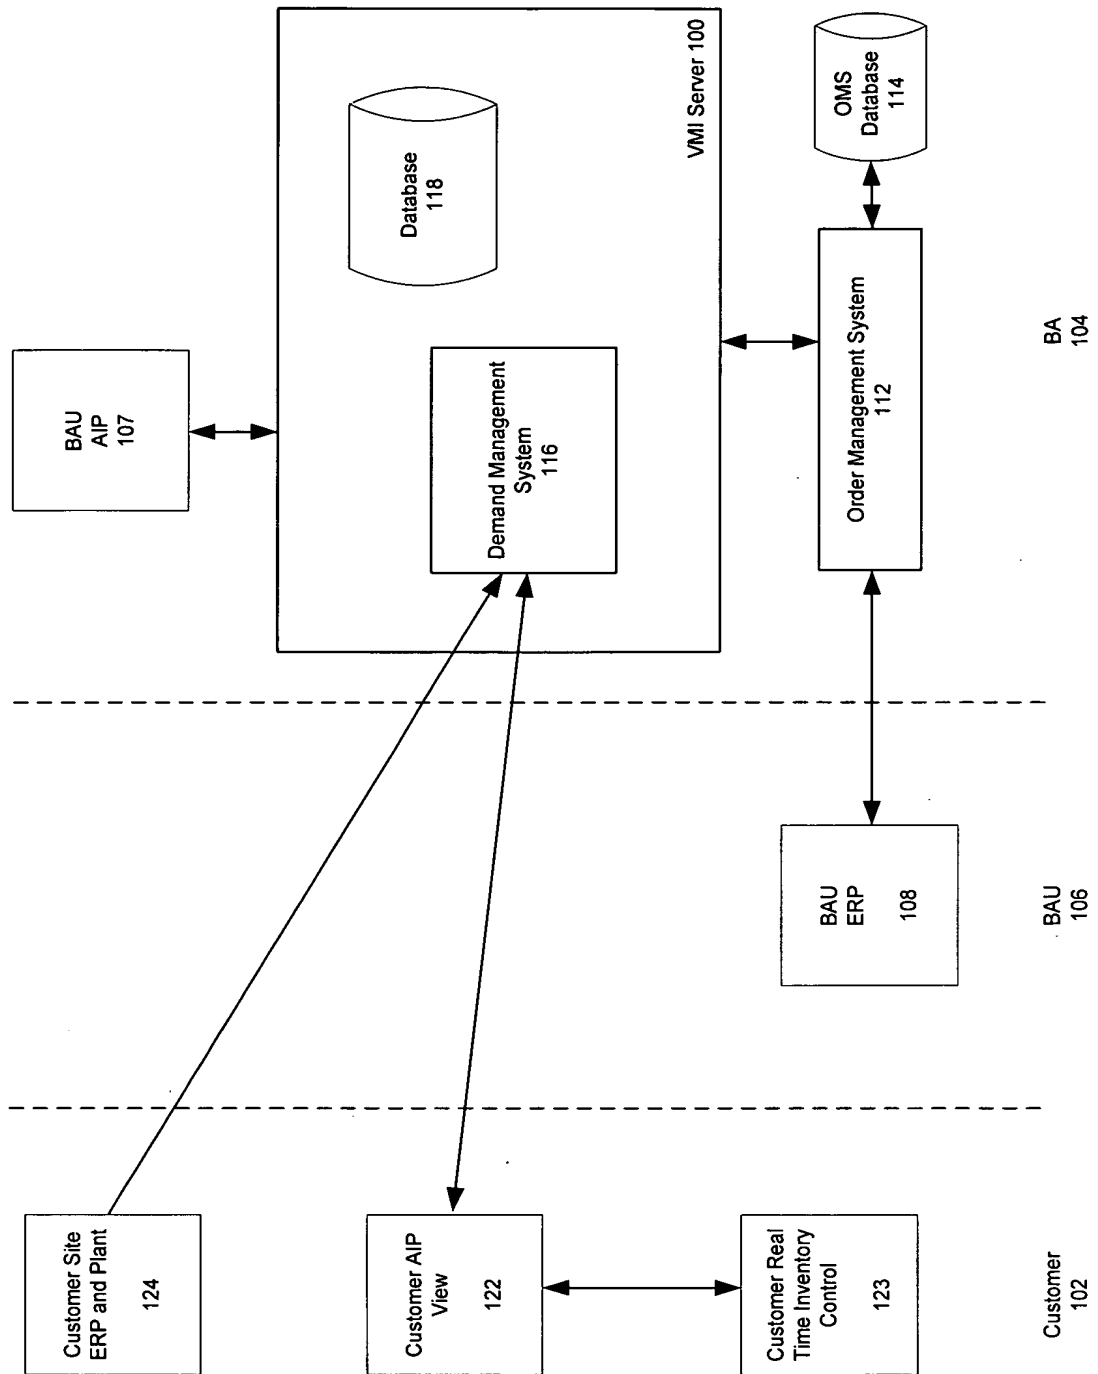 Customer Site
ERP and Plant
124
Customer AIP
View
122
Customer Real
Time Inventory
Control
123
Customer
102
BAU
ERP
108
BAU
106
BAU
AIP
107
Demand Management
System
116
Database
118
VMI Server 100
Order Management System
112
OMS
Database
114
BA
104